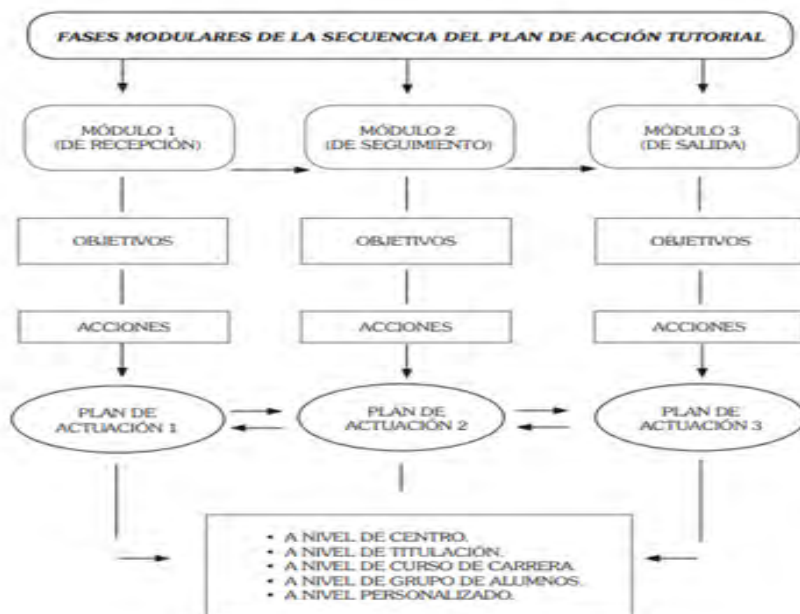 FASES MODULARES DE LA SECUENCIA DEL PLAN DE ACCIÓN TUTORIAL
MÓDULO 1
(DE RECEPCIÓN)
MÓDULO 2
(DE SEGUIMIENTO)
MÓDULO 3
(DE SALIDA)
OBJETIVOS
OBJETIVOS
OBJETIVOS
ACCIONES
ACCIONES
ACCIONES
PLAN DE
ACTUACIÓN 1
PLAN DE
ACTUACIÓN 2
PLAN DE
ACTUACIÓN 3
• A NIVEL DE CENTRO.
• A NIVEL DE TITULACIÓN.
• A NIVEL DE CURSO DE CARRERA.
• A NIVEL DE GRUPO DE ALUMNOS.
• A NIVEL PERSONALIZADO.